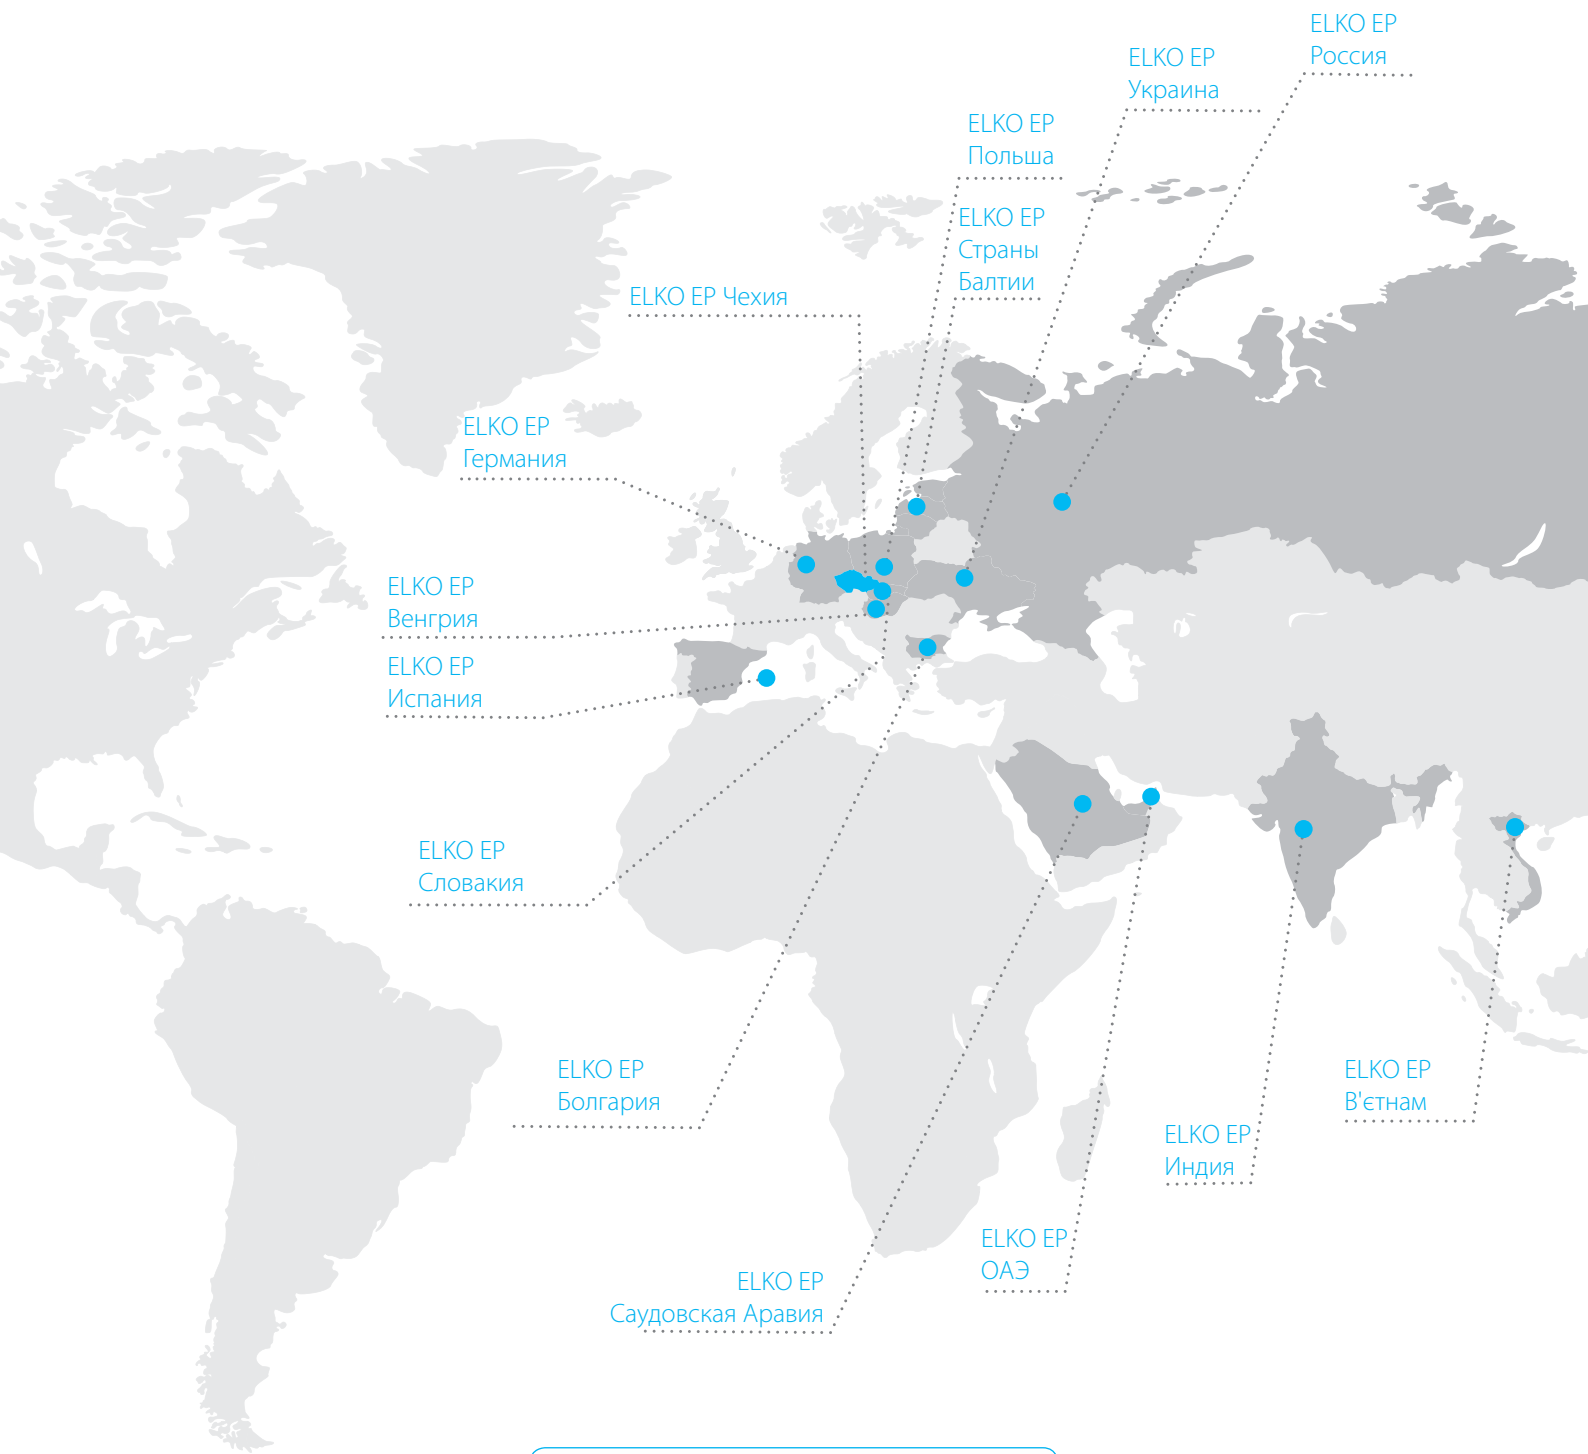 ELKO EP
Россия
ELKO EP
Украина
ELKO EP
Польша
ELKO EP
Страны
Балтии
ELKO EP Чехия
ELKO EP
Германия
ELKO EP
Венгрия
ELKO EP
Испания
ELKO EP
Словакия
ELKO EP
Болгария
ELKO EP
В'єтнам
ELKO EP
Индия
ELKO EP
ОАЭ
ELKO EP
Саудовская Аравия